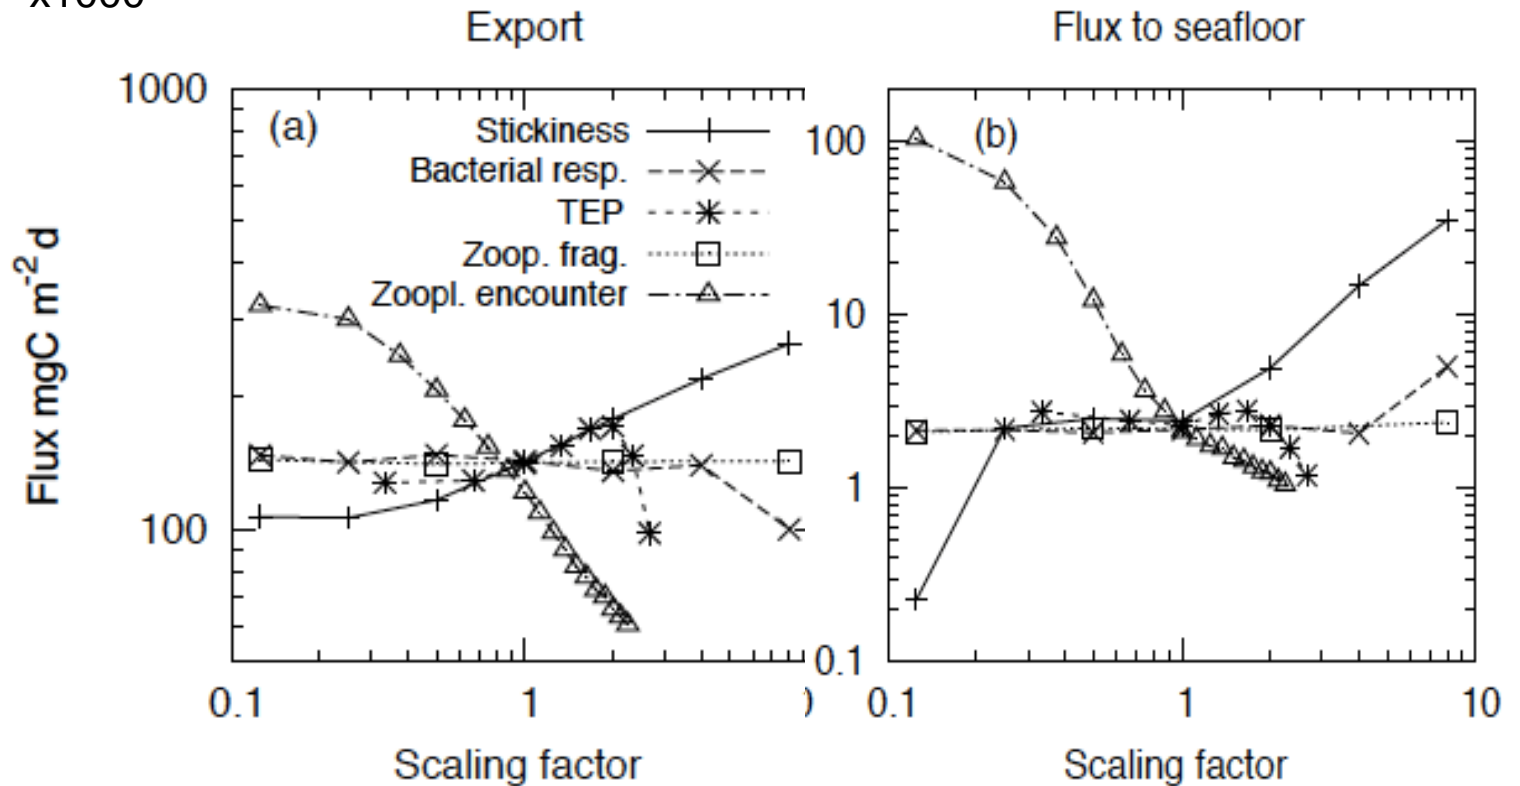 Export
Flux to seafloor
1000
100
Flux mgC m⁻² d
(a)
Stickiness
Bacterial resp.
TEP
Zoop. frag.
Zoopl. encounter
0.1
1
Scaling factor
100
10
1
0.1
(b)
0.1
1
10
Scaling factor